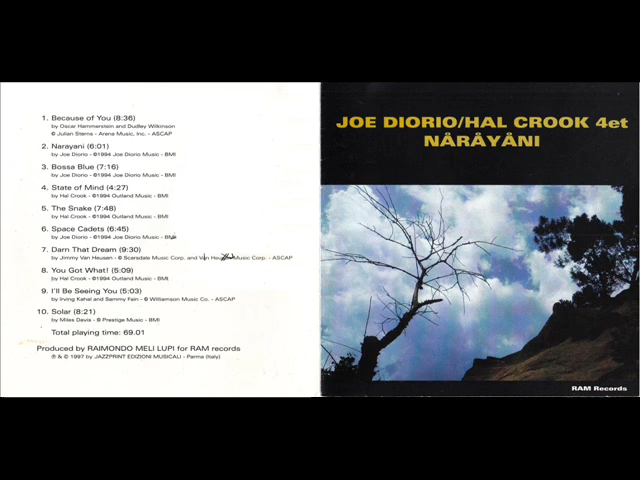 1. Because of You (8:36)
by Oscar Hammerstein and Dudley Wilkinson
© Julian Sterns - Arena Music, Inc. - ASCAP
2. Narayani (6:01)
by Joe Diorio - ©1994 Joe Diorio Music - BMI
3. Bossa Blue (7:16)
by Joe Diorio - ©1994 Joe Diorio Music - BMI
4. State of Mind (4:27)
by Hal Crook - ©1994 Outland Music - BMI
5. The Snake (7:48)
by Hal Crook - ©1994 Outland Music - BMI
6. Space Cadets (6:45)
by Joe Diorio - ©1994 Joe Diorio Music - BMI
7. Darn That Dream (9:30)
by Jimmy Van Heusen - © Scarsdale Music Corp. and Van Music Corp. - ASCAP
8. You Got What! (5:09)
by Hal Crook - ©1994 Outland Music - BMI
9. I'll Be Seeing You (5:03)
by Irving Kahal and Sammy Fein - © Williamson Music Co. - ASCAP
10. Solar (8:21)
by Miles Davis - © Prestige Music - BMI
Total playing time: 69.01
Produced by RAIMONDO MELI LUPI for RAM records
℗ & © 1997 by JAZZPRINT EDIZIONI MUSICALI - Parma (Italy)
JOE DIORIO/HAL CROOK 4et
NÅRÅYÅNI
RAM Records